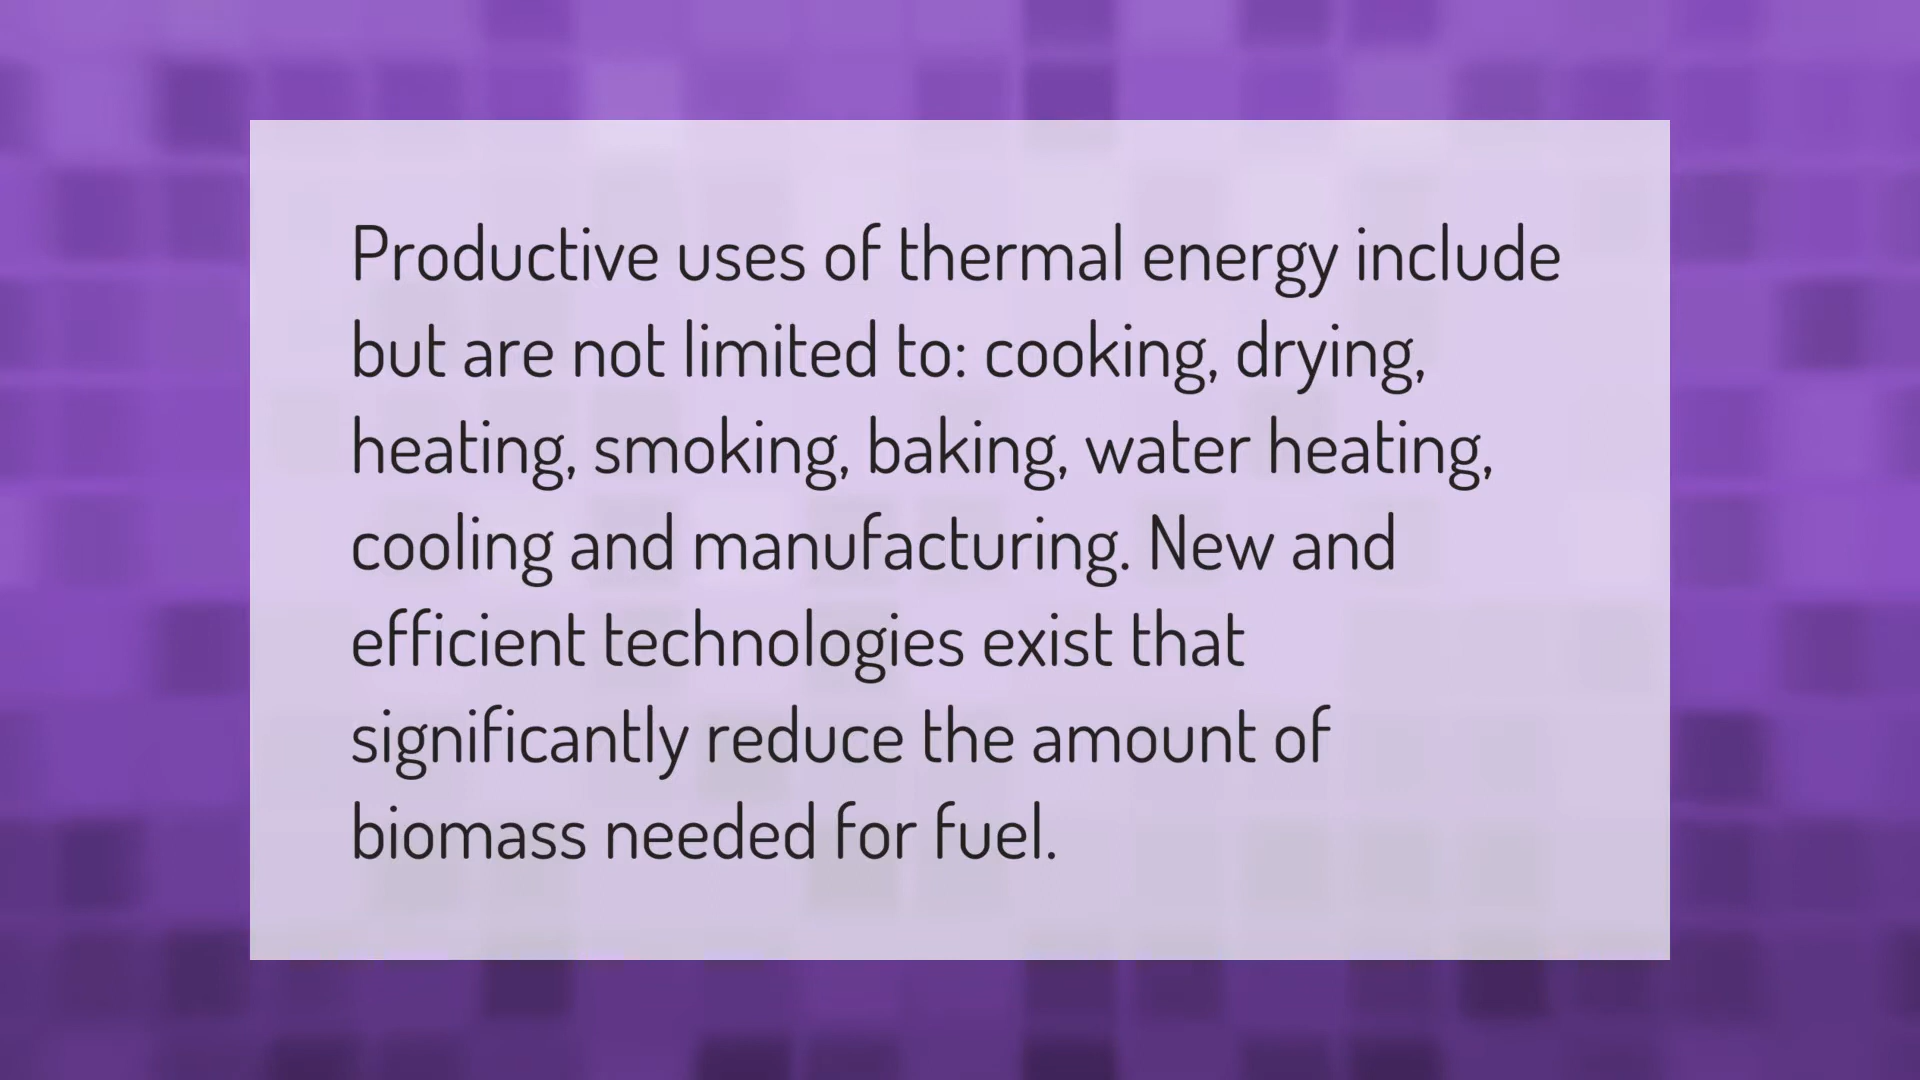 Productive uses of thermal energy include
but are not limited to: cooking, drying,
heating, smoking, baking, water heating,
cooling and manufacturing. New and
efficient technologies exist that
significantly reduce the amount of
biomass needed for fuel.